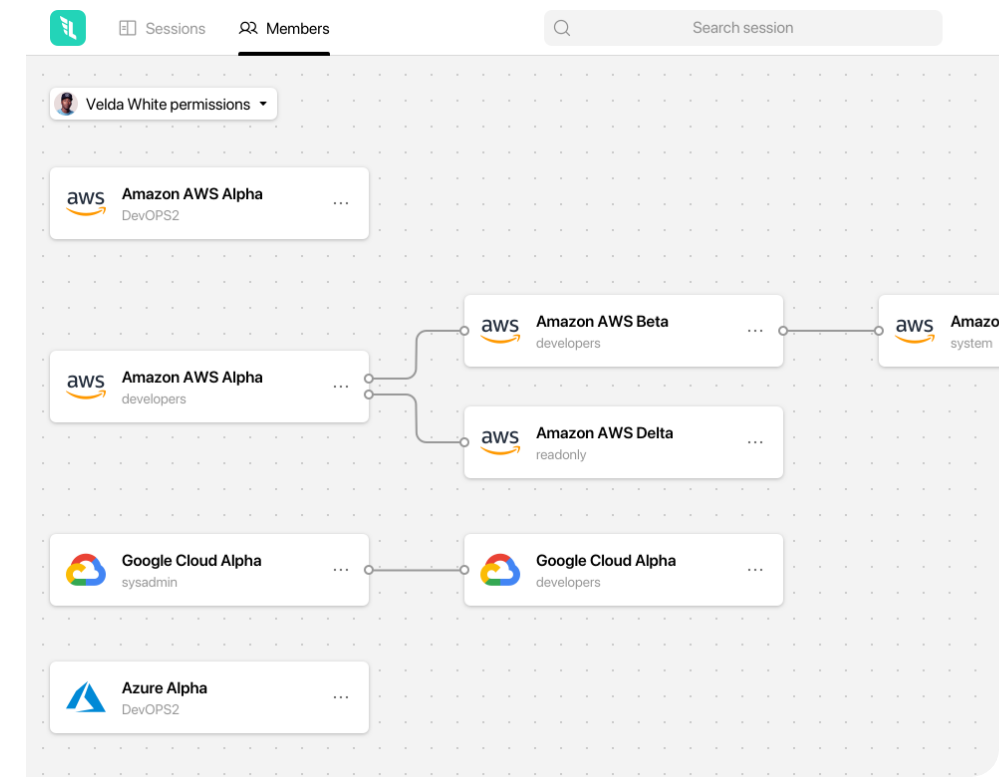 Sessions
Members
Search session
Velda White permissions
aws
Amazon AWS Alpha
DevOPS2
aws
Amazon AWS Beta
developers
aws
Amazo
system
aws
Amazon AWS Alpha
developers
aws
Amazon AWS Delta
readonly
Google Cloud Alpha
sysadmin
Google Cloud Alpha
developers
Azure Alpha
DevOPS2